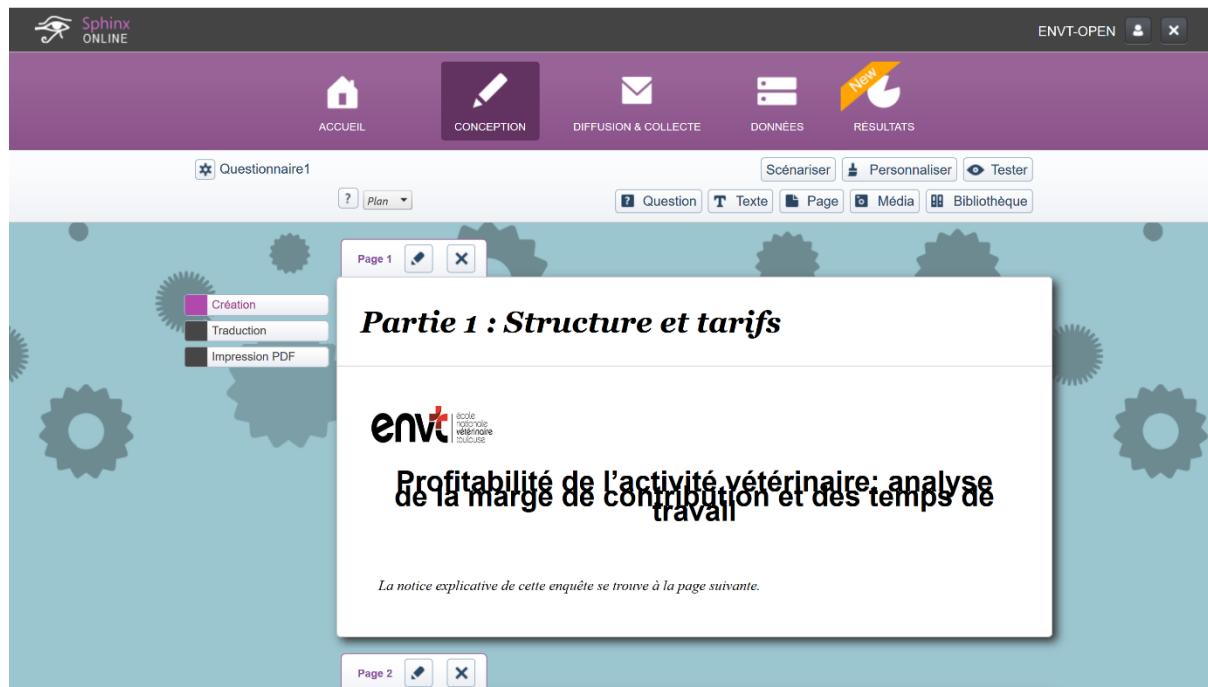 Sphinx
ONLINE
ENVT-OPEN
New
ACCUEIL
CONCEPTION
DIFFUSION & COLLECTE
DONNÉES
RÉSULTATS
Questionnaire1
Scénariser
Personnaliser
Tester
?
Plan
? Question
T Texte
Page
Média
Bibliothèque
Page 1
Création
Traduction
Impression PDF
Partie 1 : Structure et tarifs
envt
école
nationale
vétérinaire
toulouse
Profitabilité de l’activité vétérinaire: analyse
de la marge de contribution et des temps de
travail
La notice explicative de cette enquête se trouve à la page suivante.
Page 2